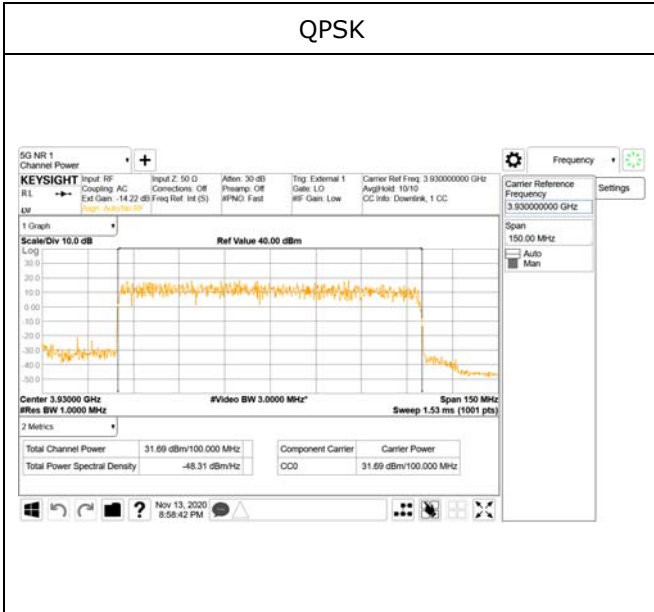 QPSK
5G NR 1
Channel Power
+
Frequency
KEYSIGHT
RL
Input: RF
Coupling: AC
Ext Gain: -14.22 dB
Align: Auto/No RF
Input Z: 50 Ω
Corrections: Off
Freq Ref: Int (S)
Atten: 30 dB
Preamp: Off
#PNO: Fast
Trig: External 1
Gate: LO
#IF Gain: Low
Carrier Ref Freq: 3.930000000 GHz
Avg|Hold: 10/10
CC Info: Downlink, 1 CC
Carrier Reference
Frequency
3.930000000 GHz
Settings
Span
150.00 MHz
Auto
Man
1 Graph
Scale/Div 10.0 dB
Ref Value 40.00 dBm
Log
30.0
20.0
10.0
0.00
-10.0
-20.0
-30.0
-40.0
-50.0
Center 3.93000 GHz
#Video BW 3.0000 MHz*
Span 150 MHz
#Res BW 1.0000 MHz
Sweep 1.53 ms (1001 pts)
2 Metrics
Total Channel Power 31.69 dBm/100.000 MHz
Total Power Spectral Density -48.31 dBm/Hz
Component Carrier Carrier Power
CC0 31.69 dBm/100.000 MHz
?
Nov 13, 2020
8:58:42 PM